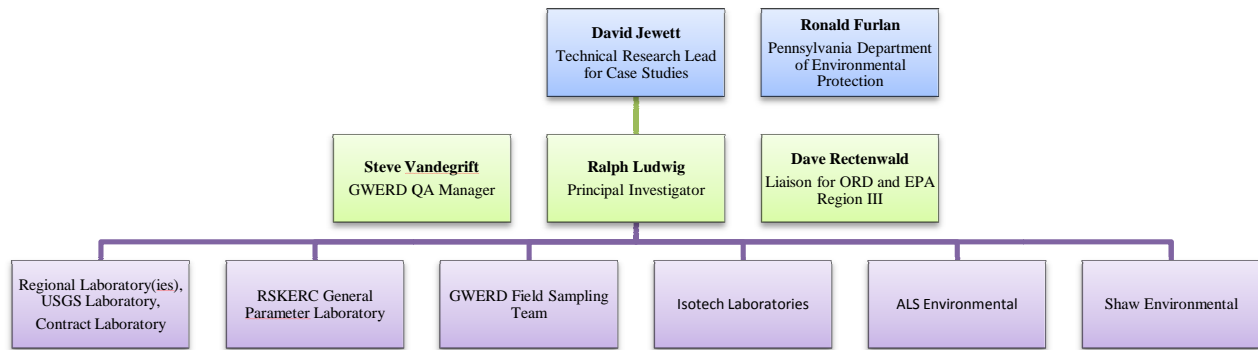 David Jewett
Technical Research Lead
for Case Studies
Ronald Furlan
Pennsylvania Department
of Environmental
Protection
Steve Vandegrift
GWERD QA Manager
Ralph Ludwig
Principal Investigator
Dave Rectenwald
Liaison for ORD and EPA
Region III
Regional Laboratory(ies),
USGS Laboratory,
Contract Laboratory
RSKERC General
Parameter Laboratory
GWERD Field Sampling
Team
Isotech Laboratories
ALS Environmental
Shaw Environmental